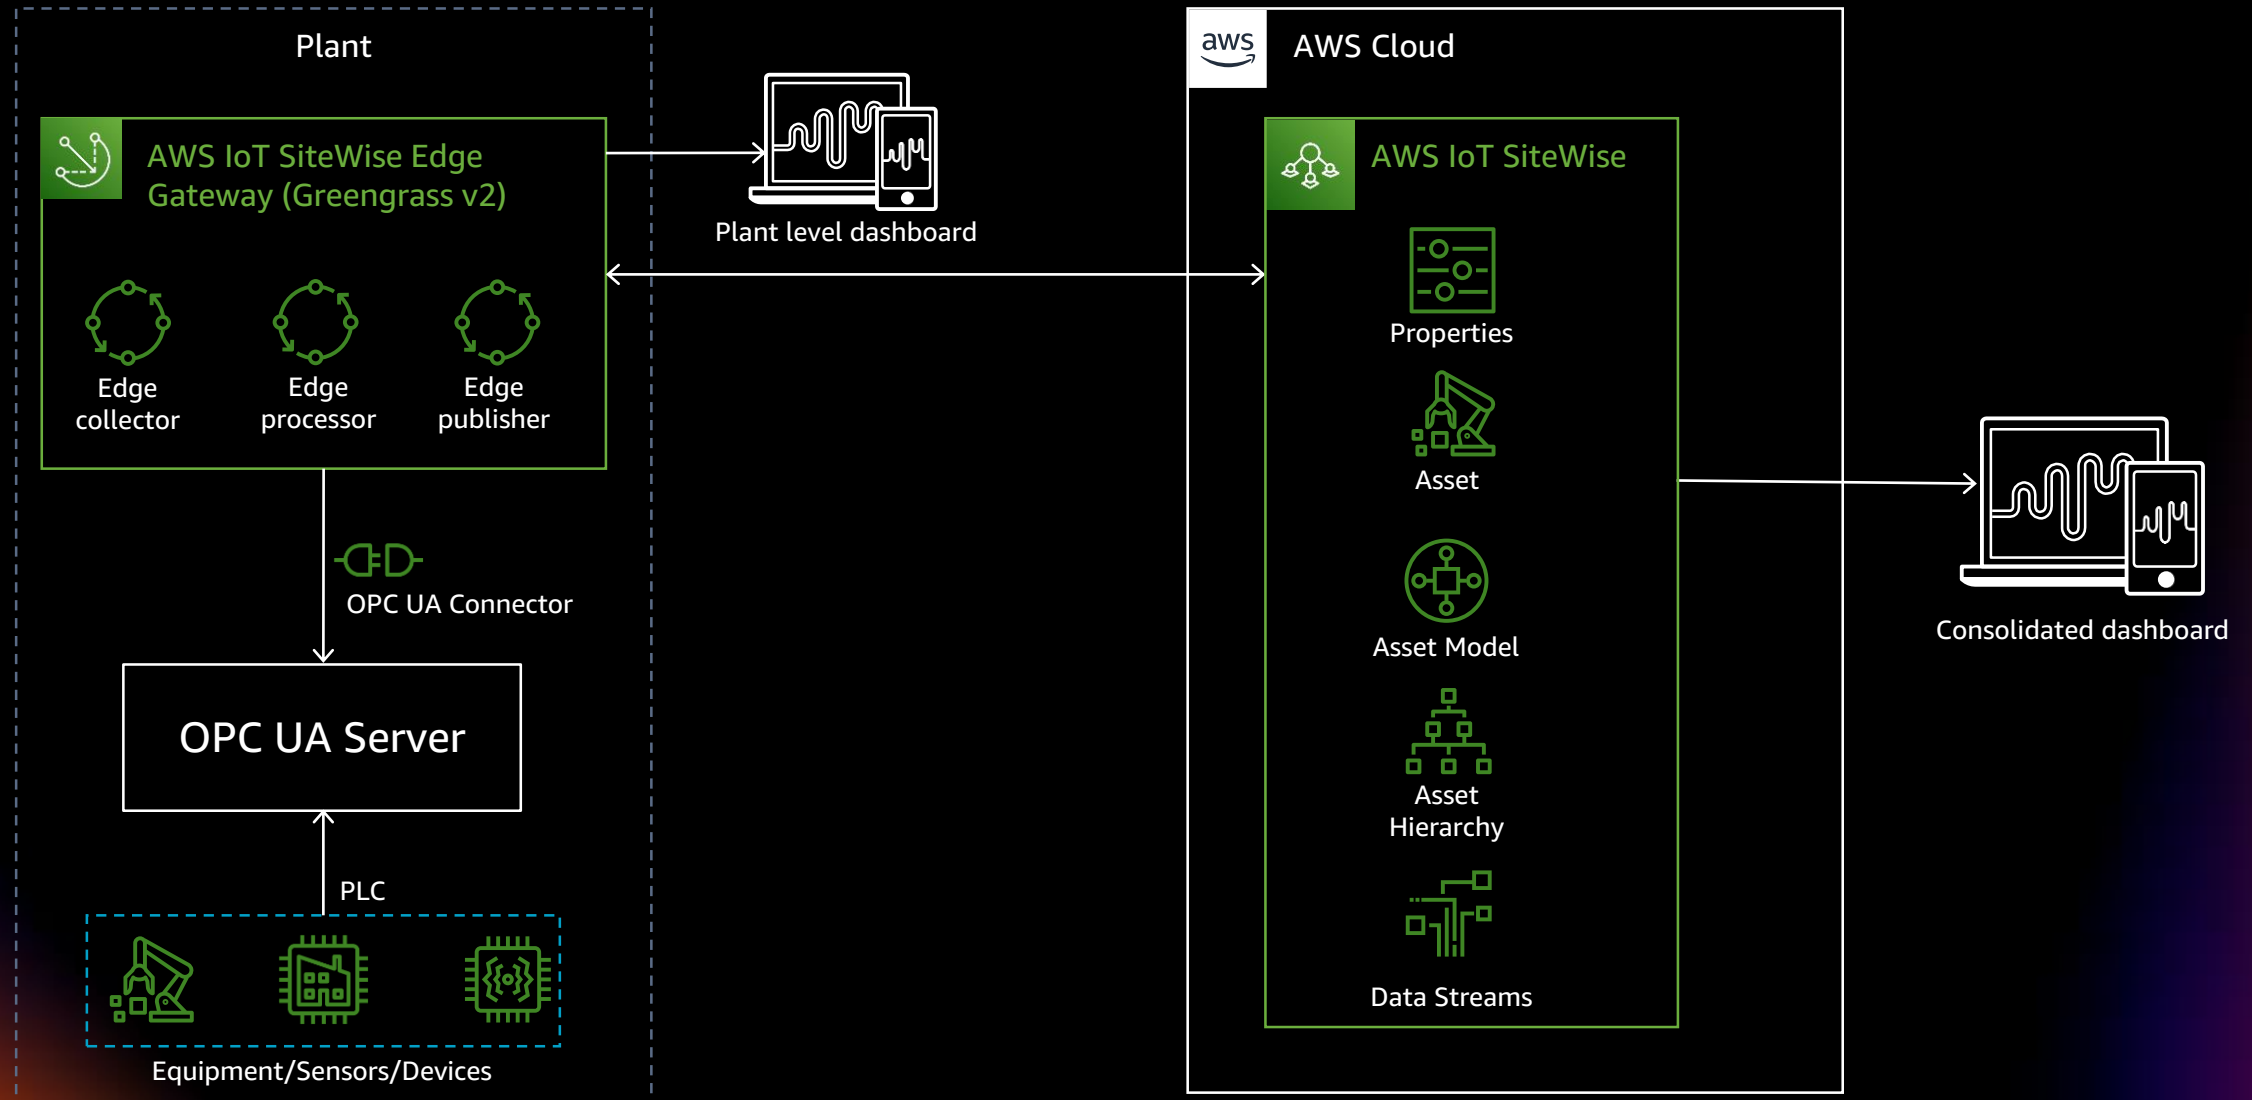 Plant
AWS IoT SiteWise Edge
Gateway (Greengrass v2)
Edge
collector
Edge
processor
Edge
publisher
OPC UA Connector
OPC UA Server
PLC
Equipment/Sensors/Devices
Plant level dashboard
aws
AWS Cloud
AWS IoT SiteWise
Properties
Asset
Asset Model
Asset
Hierarchy
Data Streams
Consolidated dashboard